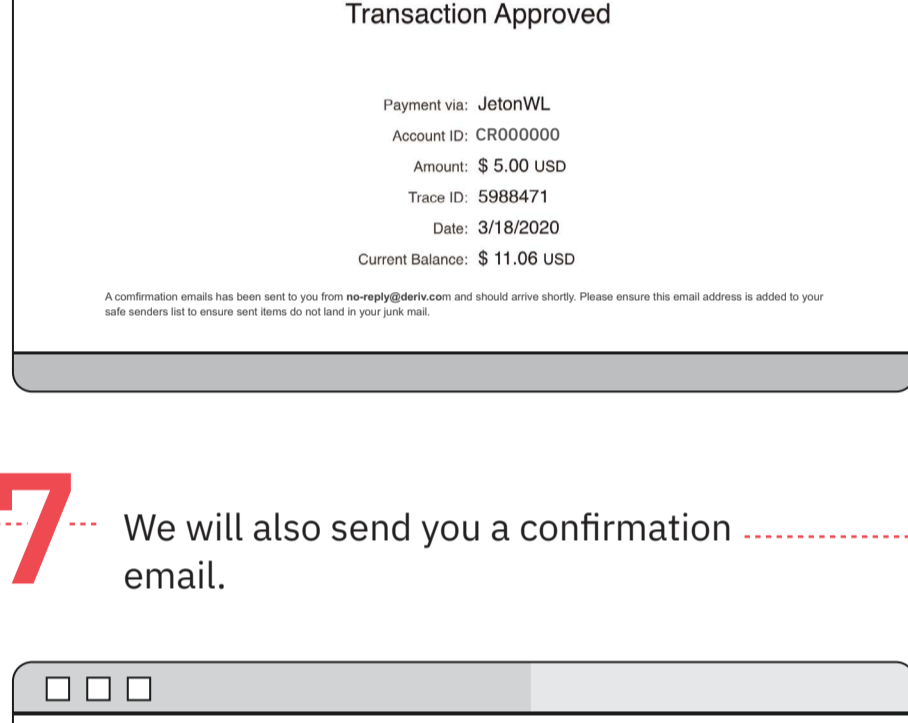 Transaction Approved
Payment via: JetonWL
Account ID: CR000000
Amount: $ 5.00 USD
Trace ID: 5988471
Date: 3/18/2020
Current Balance: $ 11.06 USD
A comfirmation emails has been sent to you from no-reply@deriv.com and should arrive shortly. Please ensure this email address is added to your
safe senders list to ensure sent items do not land in your junk mail.
7
We will also send you a confirmation
email.